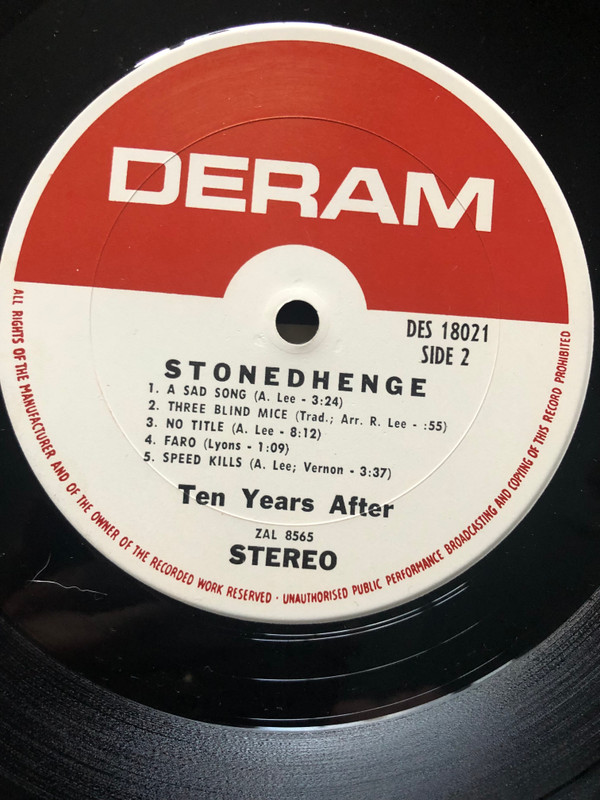 DERAM
DES 18021
SIDE 2
STONEDHENGE
1. A SAD SONG (A. Lee - 3:24)
2. THREE BLIND MICE (Trad.; Arr. R. Lee - :55)
3. NO TITLE (A. Lee - 8:12)
4. FARO (Lyons - 1:09)
5. SPEED KILLS (A. Lee; Vernon - 3:37)
Ten Years After
ZAL 8565
STEREO
ALL RIGHTS OF THE MANUFACTURER AND OF THE OWNER OF THE RECORDED WORK RESERVED · UNAUTHORISED PUBLIC PERFORMANCE BROADCASTING AND COPYING OF THIS RECORD PROHIBITED